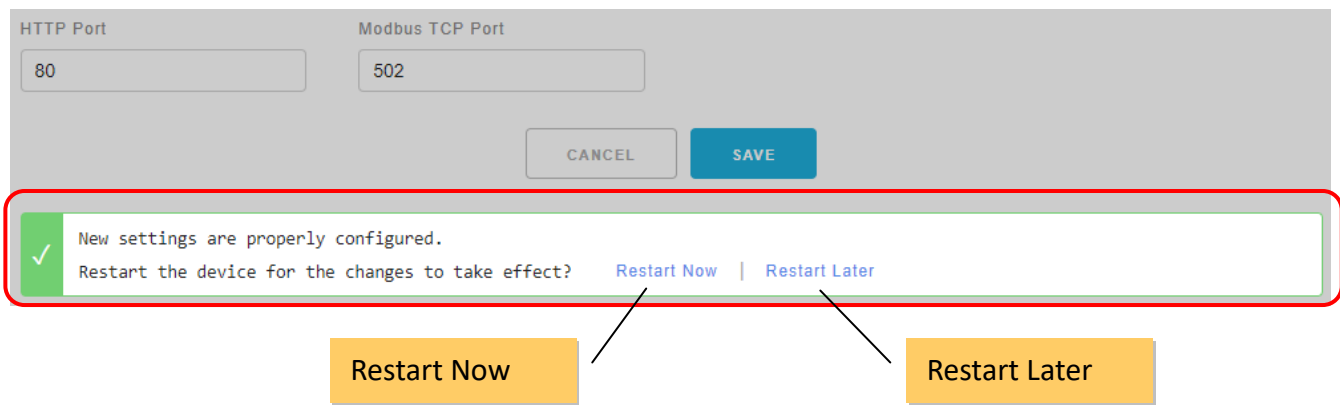 HTTP Port
Modbus TCP Port
80
502
CANCEL
SAVE
New settings are properly configured.
Restart the device for the changes to take effect? Restart Now | Restart Later
Restart Now
Restart Later